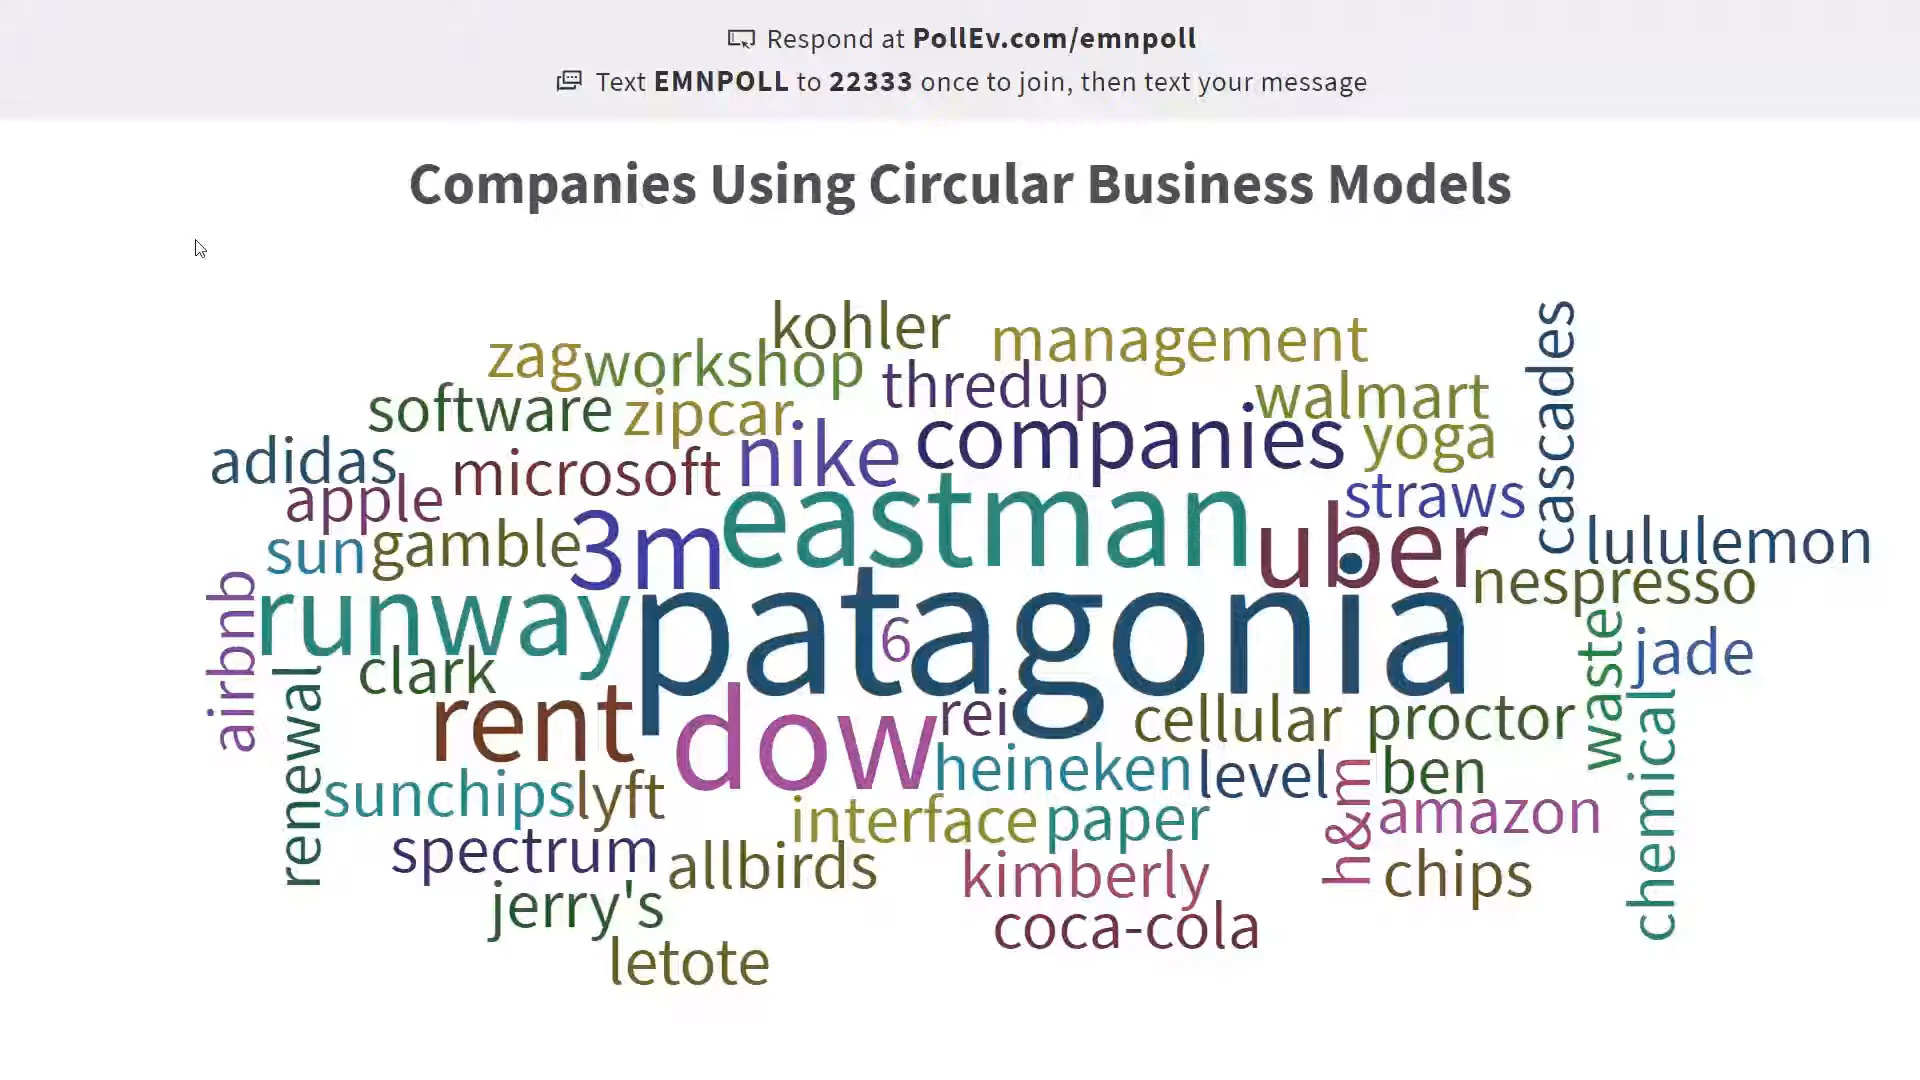 Respond at PollEv.com/emnpoll
Text EMNPOLL to 22333 once to join, then text your message
Companies Using Circular Business Models
kohler
management
cascades
zag
workshop
thredup
walmart
software
zipcar
nike
companies
yoga
adidas
microsoft
apple
eastman
straws
sun
gamble
3m
uber
lululemon
nespresso
airbnb
runway
patagonia
6
waste
jade
clark
renewal
rent
dow
rei
cellular
proctor
chemical
sunchips
lyft
heineken
level
h&m
ben
interface
paper
amazon
spectrum
allbirds
kimberly
chips
jerry's
coca-cola
letote